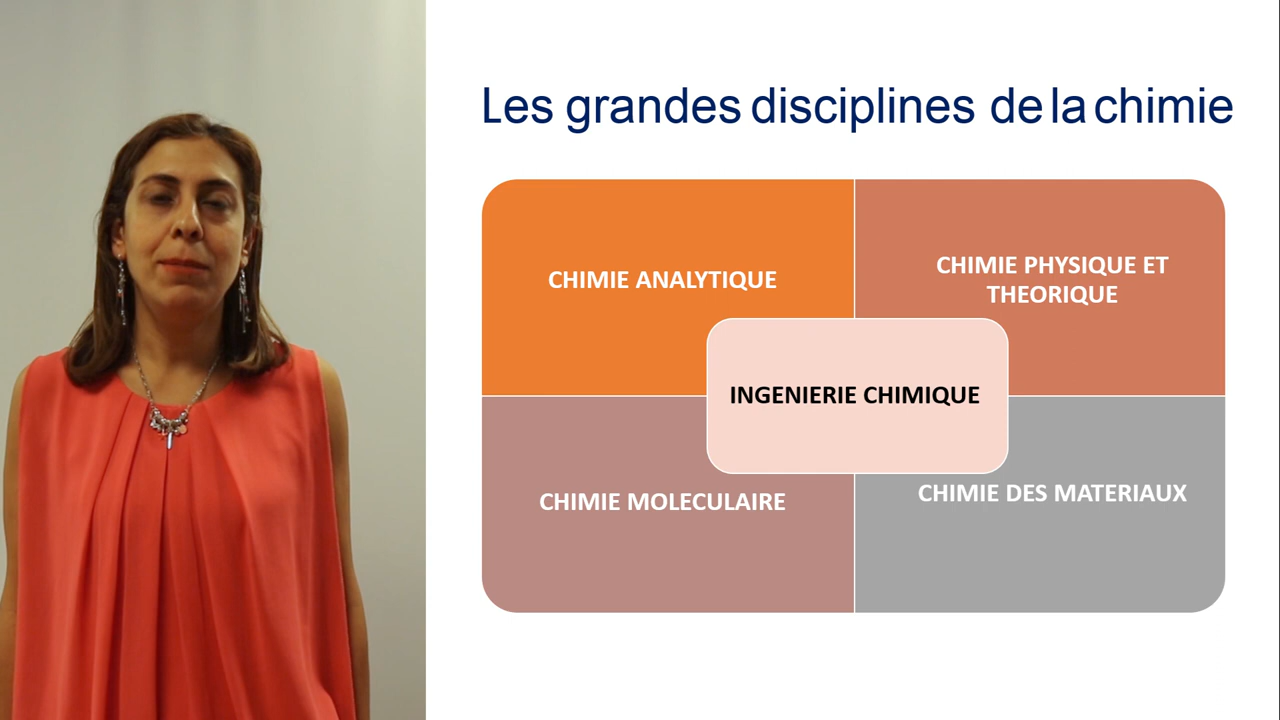 Les grandes disciplines de la chimie
CHIMIE ANALYTIQUE
CHIMIE PHYSIQUE ET
THEORIQUE
INGENIERIE CHIMIQUE
CHIMIE MOLECULAIRE
CHIMIE DES MATERIAUX